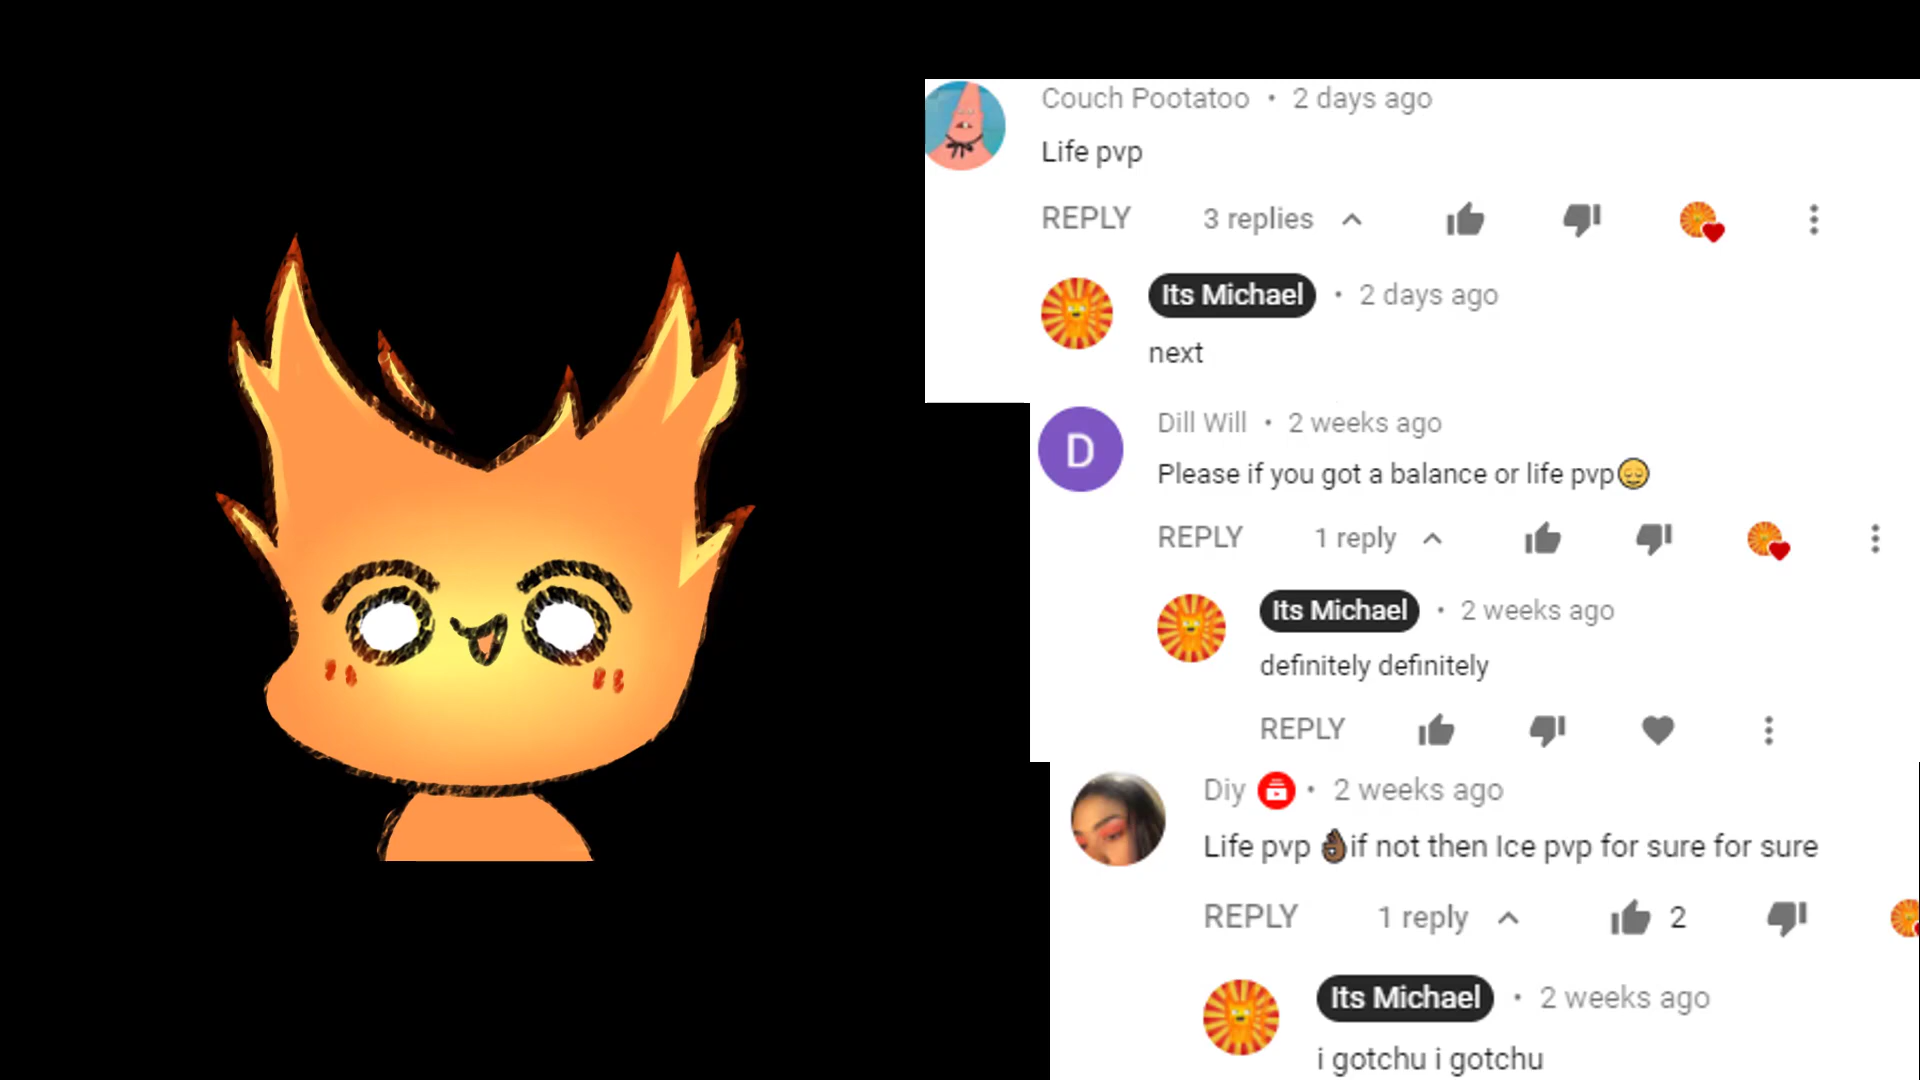 Couch Pootatoo • 2 days ago
Life pvp
REPLY 3 replies
Its Michael • 2 days ago
next
D
Dill Will • 2 weeks ago
Please if you got a balance or life pvp😔
REPLY 1 reply
Its Michael • 2 weeks ago
definitely definitely
REPLY
Diy • 2 weeks ago
Life pvp 👌🏾if not then Ice pvp for sure for sure
REPLY 1 reply 2
Its Michael • 2 weeks ago
i gotchu i gotchu